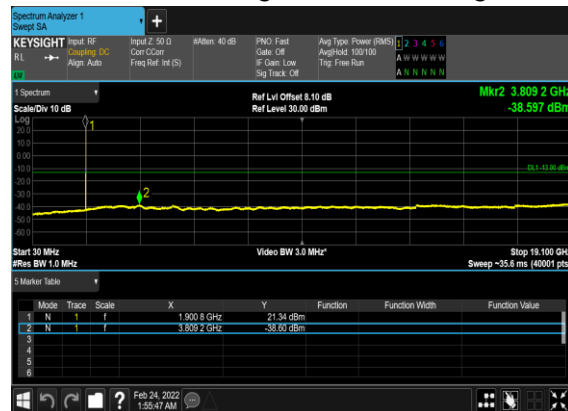 Spectrum Analyzer 1
Swept SA
+
KEYSIGHT Input: RF Input Z: 50 Ω #Atten: 40 dB PNO: Fast Avg Type: Power (RMS) 1 2 3 4 5 6
RL Coupling: DC Corr CCorr Gate: Off Avg|Hold: 100/100 A W W W W W
Align: Auto Freq Ref: Int (S) IF Gain: Low Trig: Free Run
LW Sig Track: Off A N N N N N
1 Spectrum Ref Lvl Offset 8.10 dB Mkr2 3.809 2 GHz
Scale/Div 10 dB Ref Level 30.00 dBm -38.597 dBm
Log
20.0 1
10.0
0.00
-10.0 DL1 -13.00 dBm
-20.0
-30.0 2
-40.0
-50.0
-60.0
Start 30 MHz Video BW 3.0 MHz* Stop 19.100 GHz
#Res BW 1.0 MHz Sweep ~35.6 ms (40001 pts)
5 Marker Table
Mode Trace Scale X Y Function Function Width Function Value
1 N 1 f 1.900 8 GHz 21.34 dBm
2 N 1 f 3.809 2 GHz -38.60 dBm
3
4
5
6
? Feb 24, 2022
1:55:47 AM